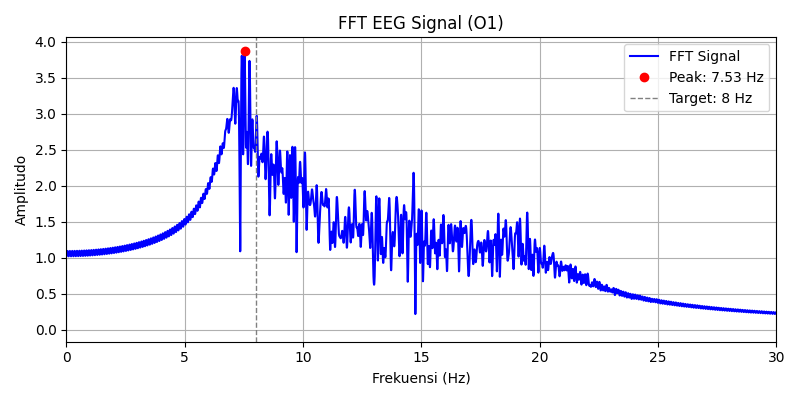 FFT EEG Signal (O1)
4.0
3.5
3.0
2.5
2.0
1.5
1.0
0.5
0.0
Amplitudo
FFT Signal
Peak: 7.53 Hz
Target: 8 Hz
0 5 10 15 20 25 30
Frekuensi (Hz)